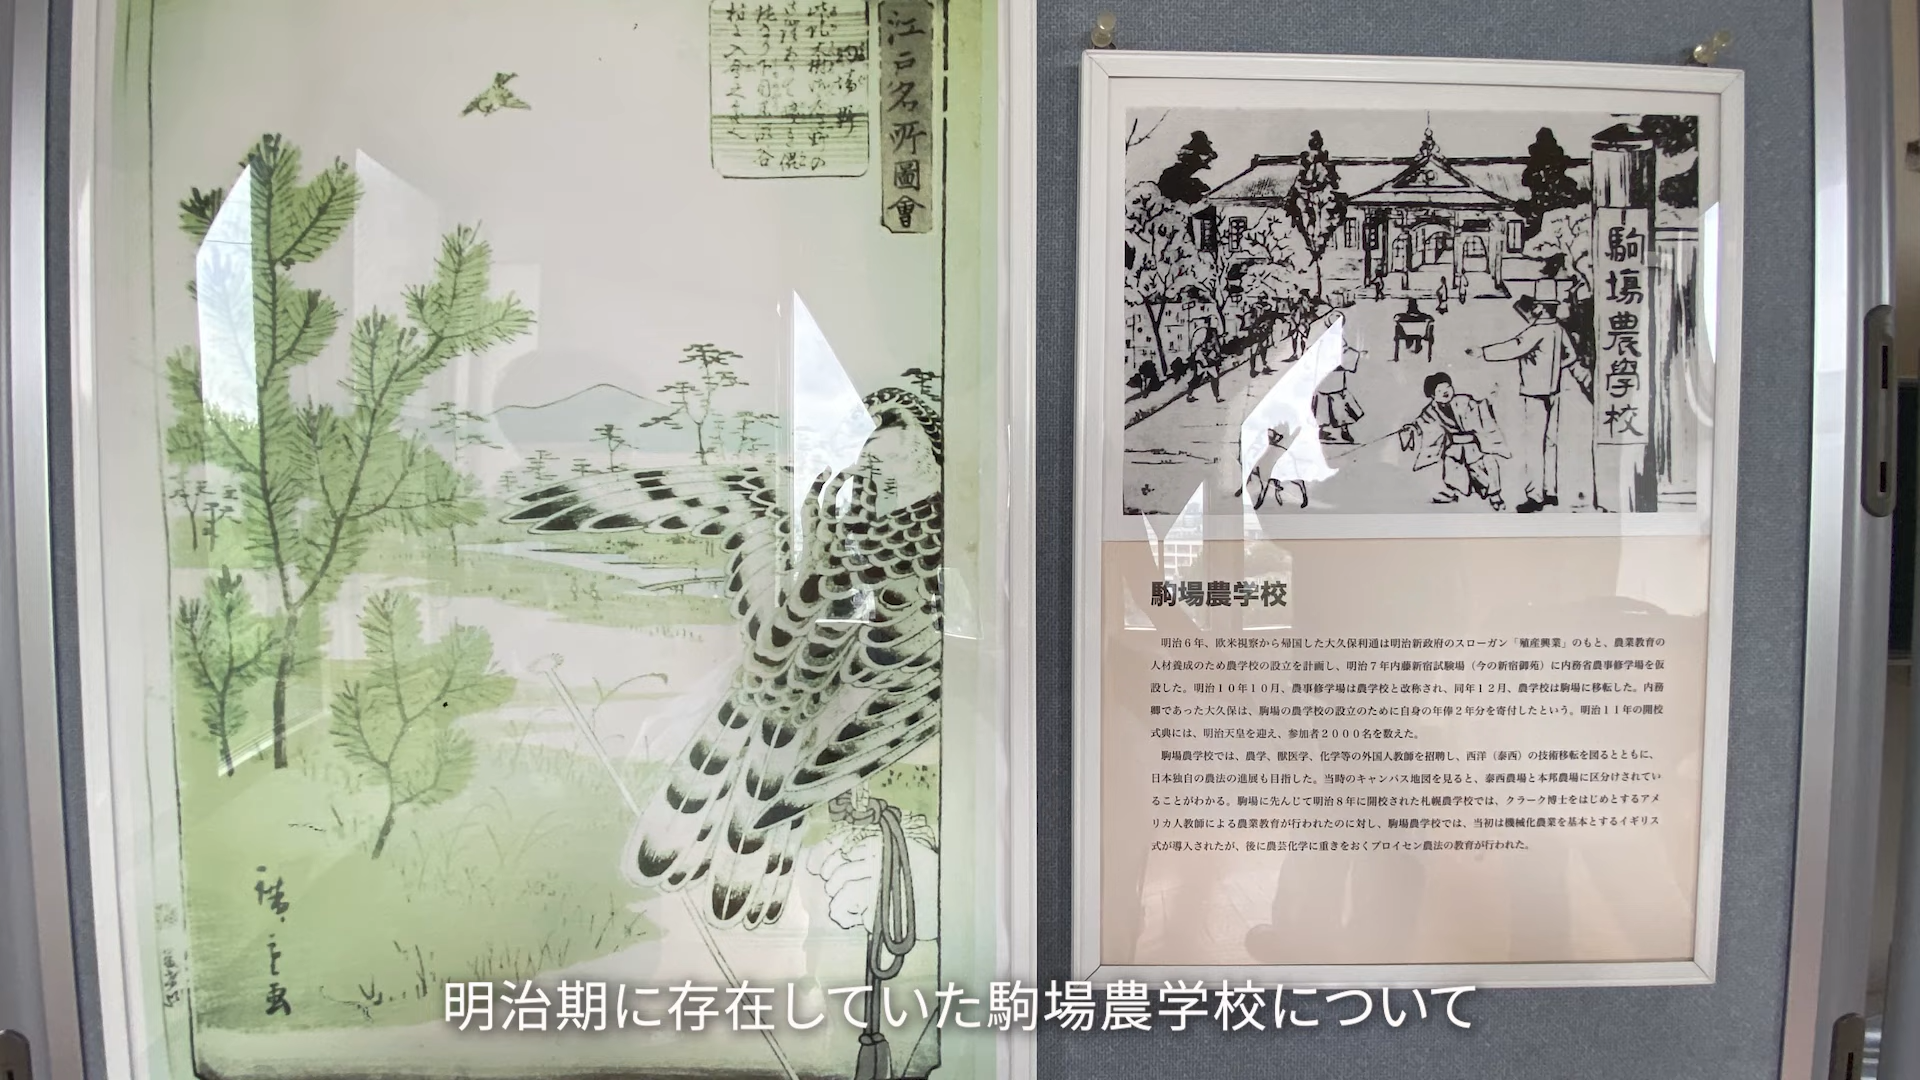 江戸名所圖會
廣重画
駒場農學校
駒場農学校
明治6年、欧米視察から帰国した大久保利通は明治新政府のスローガン「殖産興業」のもと、農業教育の
人材養成のため農学校の設立を計画し、明治7年内藤新宿試験場（今の新宿御苑）に内務省農事修学場を仮
設した。明治10年10月、農事修学場は農学校と改称され、同年12月、農学校は駒場に移転した。内務
卿であった大久保は、駒場の農学校の設立のために自身の年俸2年分を寄付したという。明治11年の開校
式典には、明治天皇を迎え、参加者2000名を数えた。
駒場農学校では、農学、獣医学、化学等の外国人教師を招聘し、西洋（泰西）の技術移転を図るとともに、
日本独自の農法の進展も目指した。当時のキャンパス地図を見ると、泰西農場と本邦農場に区分けされてい
ることがわかる。駒場に先んじて明治8年に開校された札幌農学校では、クラーク博士をはじめとするアメ
リカ人教師による農業教育が行われたのに対し、駒場農学校では、当初は機械化農業を基本とするイギリス
式が導入されたが、後に農芸化学に重きをおくプロイセン農法の教育が行われた。
明治期に存在していた駒場農学校について